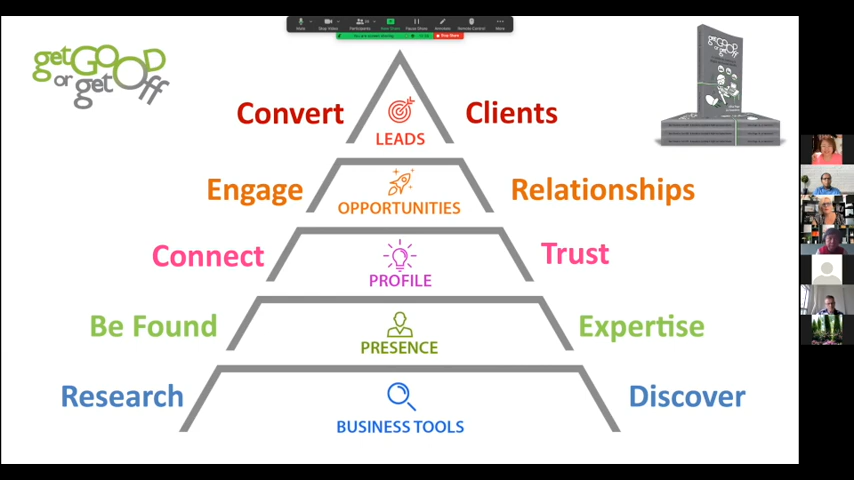 get GOOD
or get Off
Convert
Clients
LEADS
Engage
Relationships
OPPORTUNITIES
Connect
Trust
PROFILE
Be Found
Expertise
PRESENCE
Research
Discover
BUSINESS TOOLS